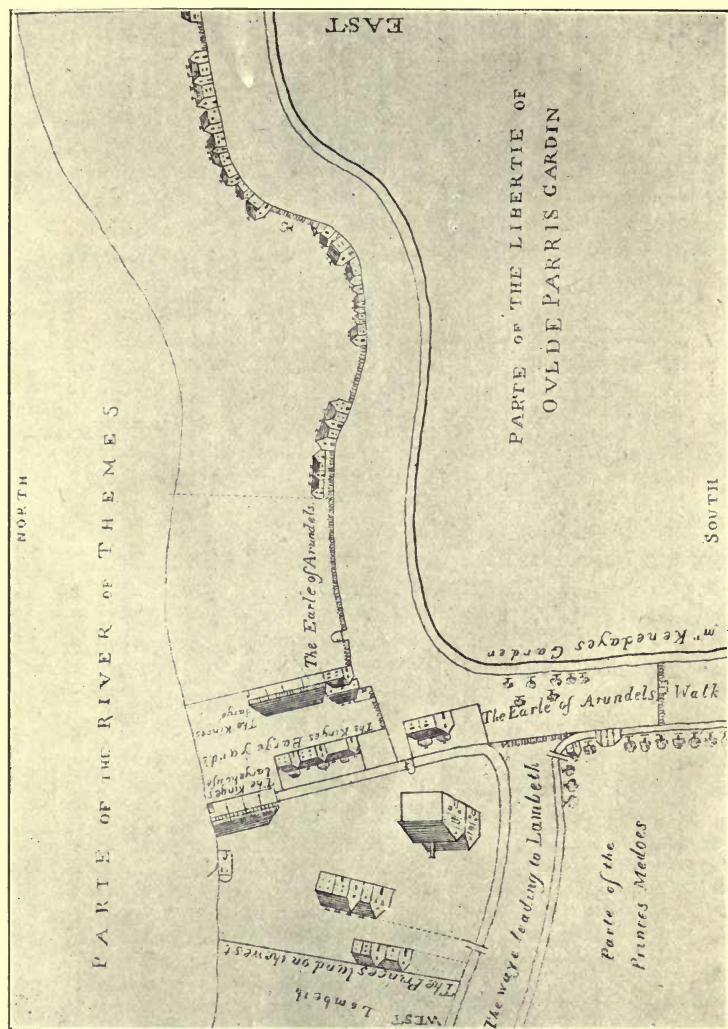 EAST
NORTH
PARTE OF THE RIVER OF THEMES
PARTE OF THE LIBERTIE OF
OVLDE PARRIS GARDIN
SOUTH
The Earle of Arundels
mrs Kenedayes Garden
The Earle of Arundels Walk
The Kinges
barge
The Kinges Barge yarde
The Kinges
bargehouse
The waye leading to Lambeth
Parte of the
Princes Medoes
The Princes land on the west
Lambeth
WEST